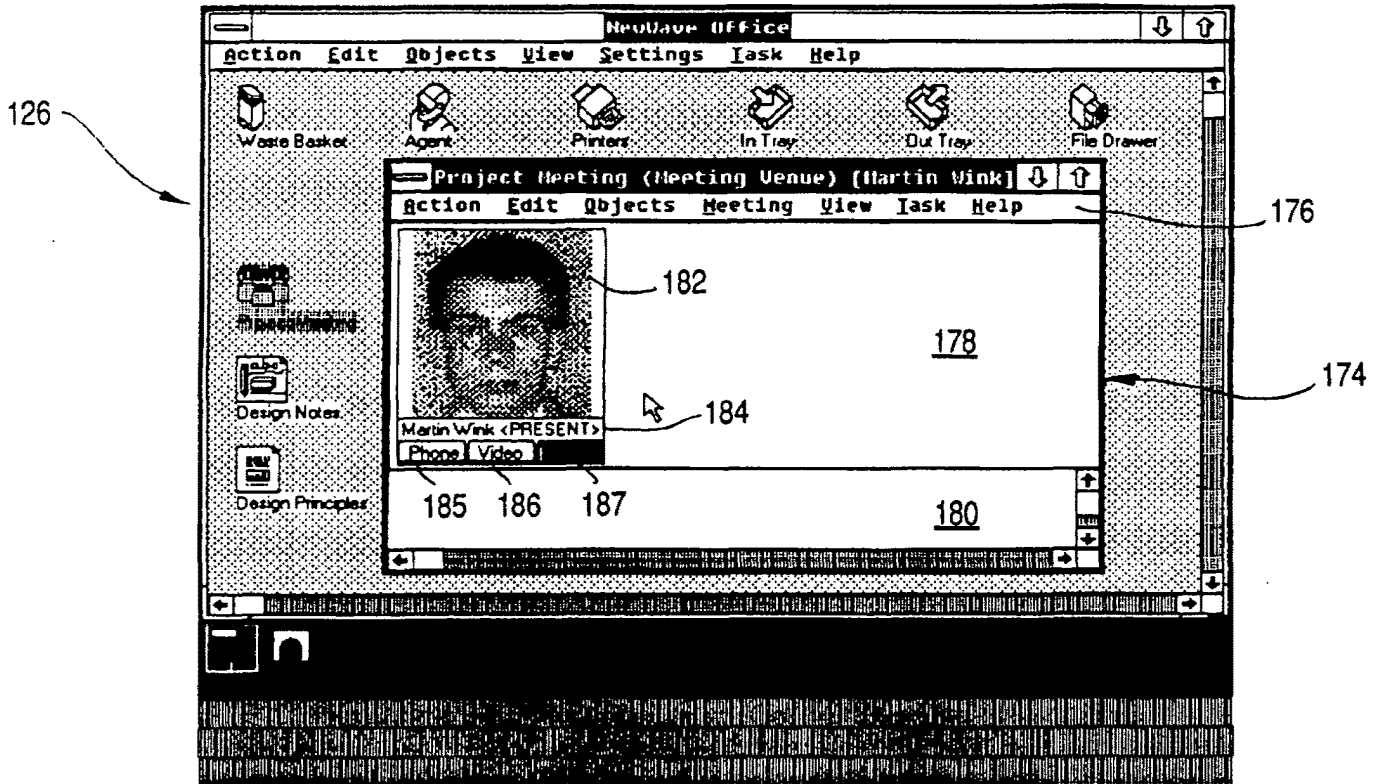 NewWave Office
Action Edit Objects View Settings Task Help
126
Waste Basket Agent Printers In Tray Out Tray File Drawer
Project Meeting (Meeting Venue) [Martin Wink]
Action Edit Objects Meeting View Task Help
176
182
178
174
Design Notes
184
Martin Wink <PRESENT>
Phone Video
Design Principles
185 186 187
180